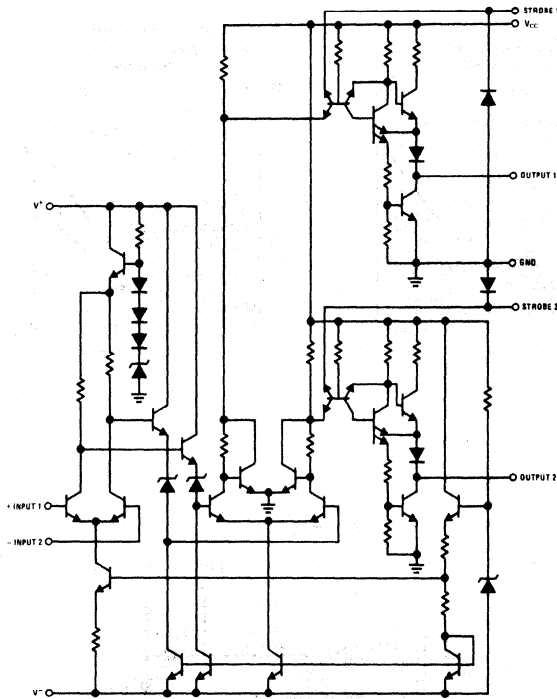 STROBE 1
VCC
OUTPUT 1
V+
GND
STROBE 2
OUTPUT 2
+ INPUT 1
– INPUT 2
V–